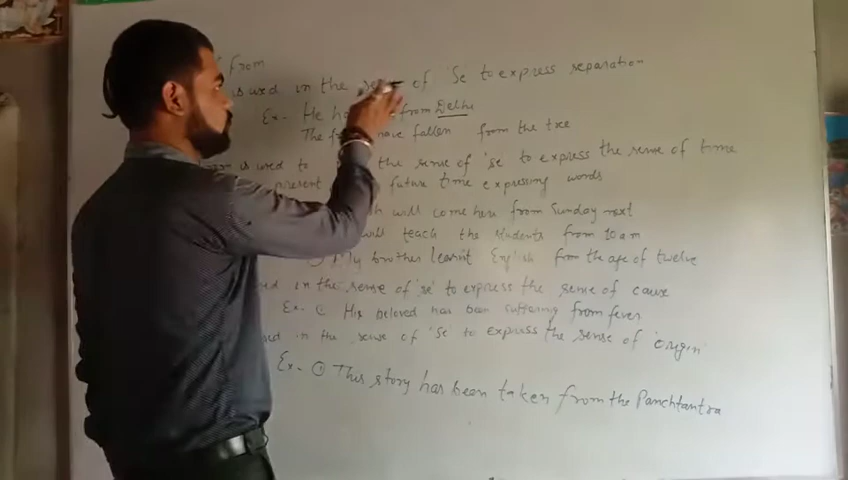 from
is used in the of 'Se to express separation
Ex- He from Delhi
The have fallen from the tree
is used to the sense of 'se to express the sense of time
present future time expressing words
will come here from Sunday next
will teach the students from 10 am
My brother learnt English from the age of twelve
in the sense of 'se' to express the sense of cause
Ex- ① His beloved has been suffering from fever
in the sense of 'Se' to express the sense of 'origin'
Ex- ① This story has been taken from the Panchtantra